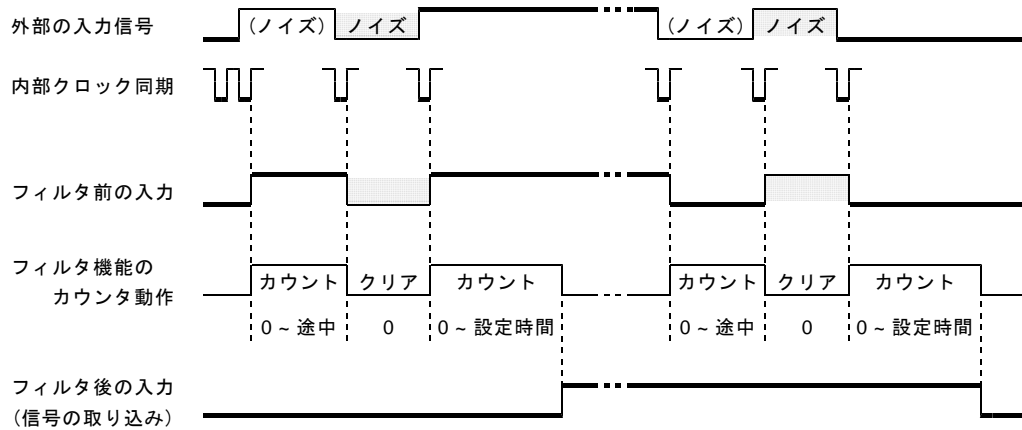 外部の入力信号 (ノイズ) ノイズ (ノイズ) ノイズ
内部クロック同期
フィルタ前の入力
フィルタ機能の
カウンタ動作 カウント クリア カウント カウント クリア カウント
0 ~ 途中 0 0 ~ 設定時間 0 ~ 途中 0 0 ~ 設定時間
フィルタ後の入力
(信号の取り込み)